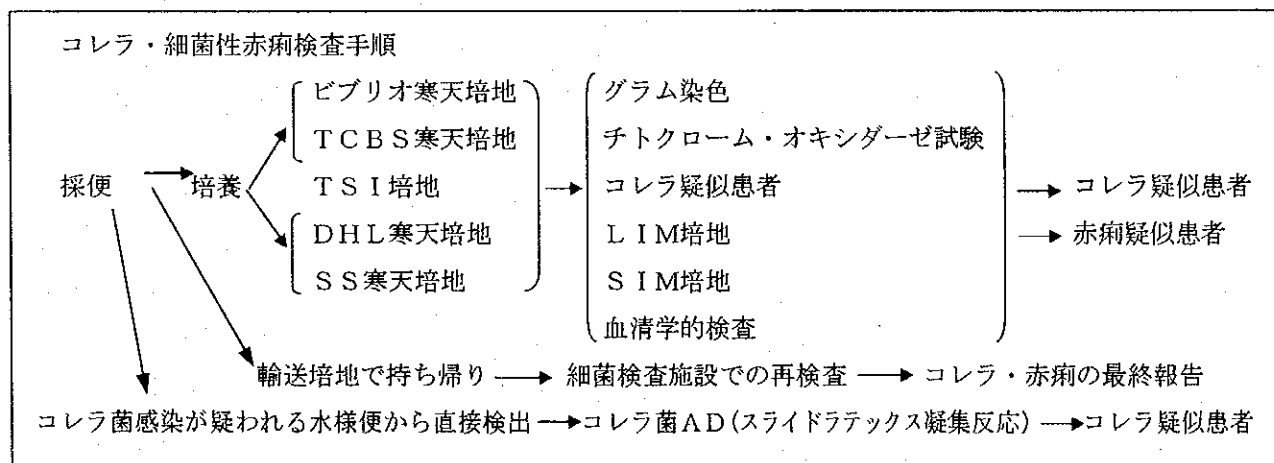 コレラ・細菌性赤痢検査手順
ビブリオ寒天培地
TCBS寒天培地
採便
培養
TSI培地
DHL寒天培地
SS寒天培地
グラム染色
チトクローム・オキシダーゼ試験
コレラ疑似患者
LIM培地
SIM培地
血清学的検査
コレラ疑似患者
赤痢疑似患者
輸送培地で持ち帰り→細菌検査施設での再検査→コレラ・赤痢の最終報告
コレラ菌感染が疑われる水様便から直接検出→コレラ菌AD(スライドラテックス凝集反応)→コレラ疑似患者